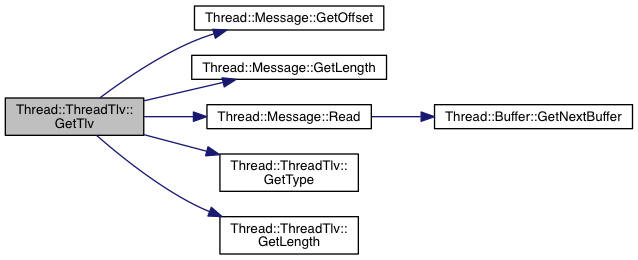 Thread::Message::GetOffset
Thread::Message::GetLength
Thread::ThreadTlv::
GetTlv
Thread::Message::Read
Thread::Buffer::GetNextBuffer
Thread::ThreadTlv::
GetType
Thread::ThreadTlv::
GetLength